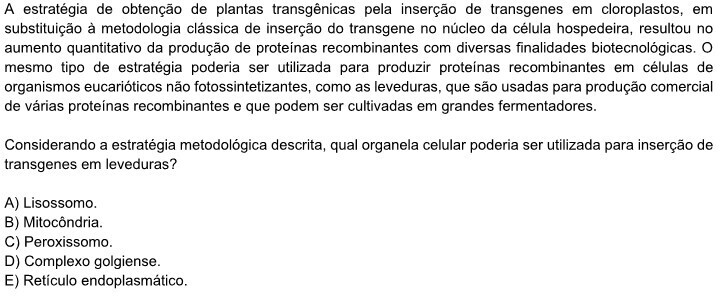 A estratégia de obtenção de plantas transgênicas pela inserção de transgenes em cloroplastos, em
substituição à metodologia clássica de inserção do transgene no núcleo da célula hospedeira, resultou no
aumento quantitativo da produção de proteínas recombinantes com diversas finalidades biotecnológicas. O
mesmo tipo de estratégia poderia ser utilizada para produzir proteínas recombinantes em células de
organismos eucarióticos não fotossintetizantes, como as leveduras, que são usadas para produção comercial
de várias proteínas recombinantes e que podem ser cultivadas em grandes fermentadores.
Considerando a estratégia metodológica descrita, qual organela celular poderia ser utilizada para inserção de
transgenes em leveduras?
A) Lisossomo.
B) Mitocôndria.
C) Peroxissomo.
D) Complexo golgiense.
E) Retículo endoplasmático.